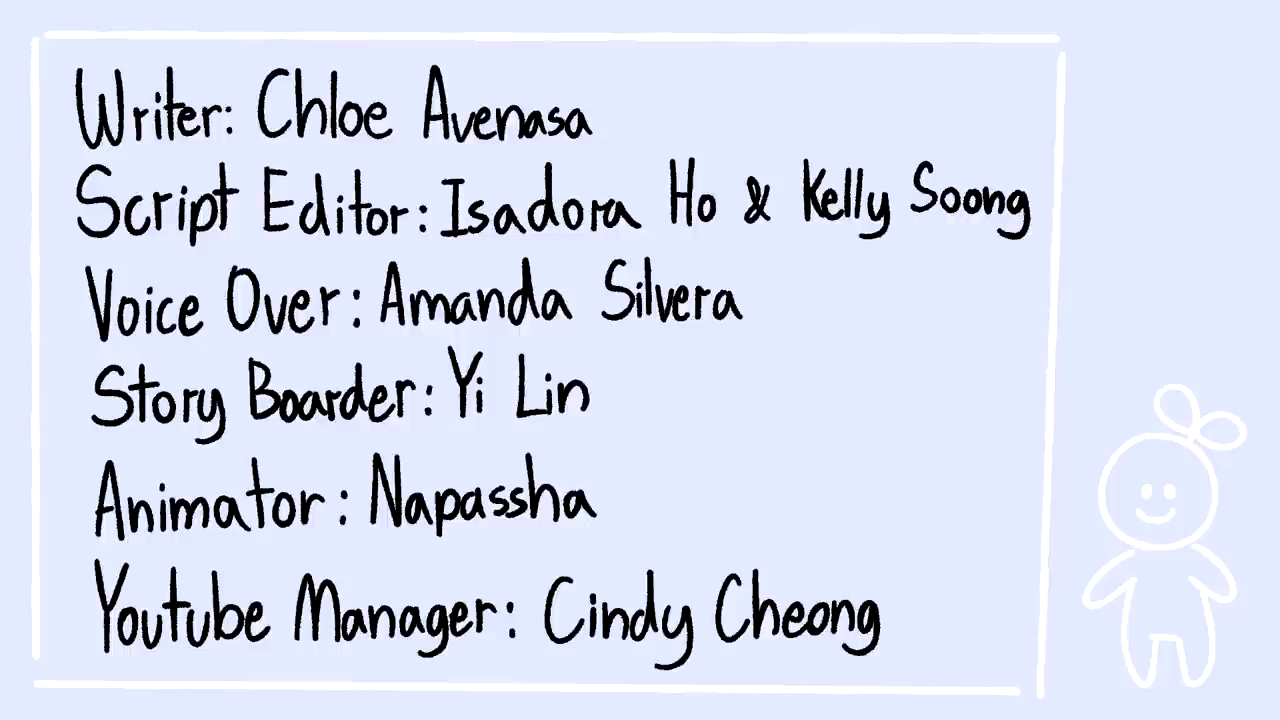 Writer: Chloe Avenasa
Script Editor: Isadora Ho & Kelly Soong
Voice Over: Amanda Silvera
Story Boarder: Yi Lin
Animator: Napassha
Youtube Manager: Cindy Cheong